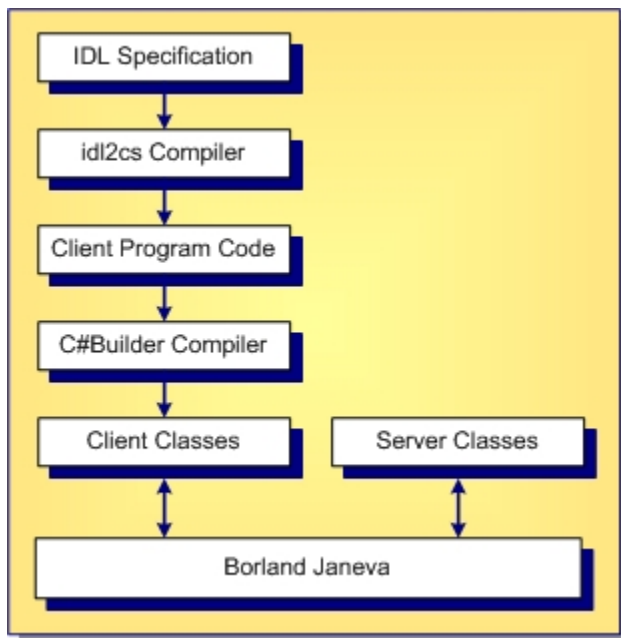 IDL Specification
idl2cs Compiler
Client Program Code
C#Builder Compiler
Client Classes
Server Classes
Borland Janeva